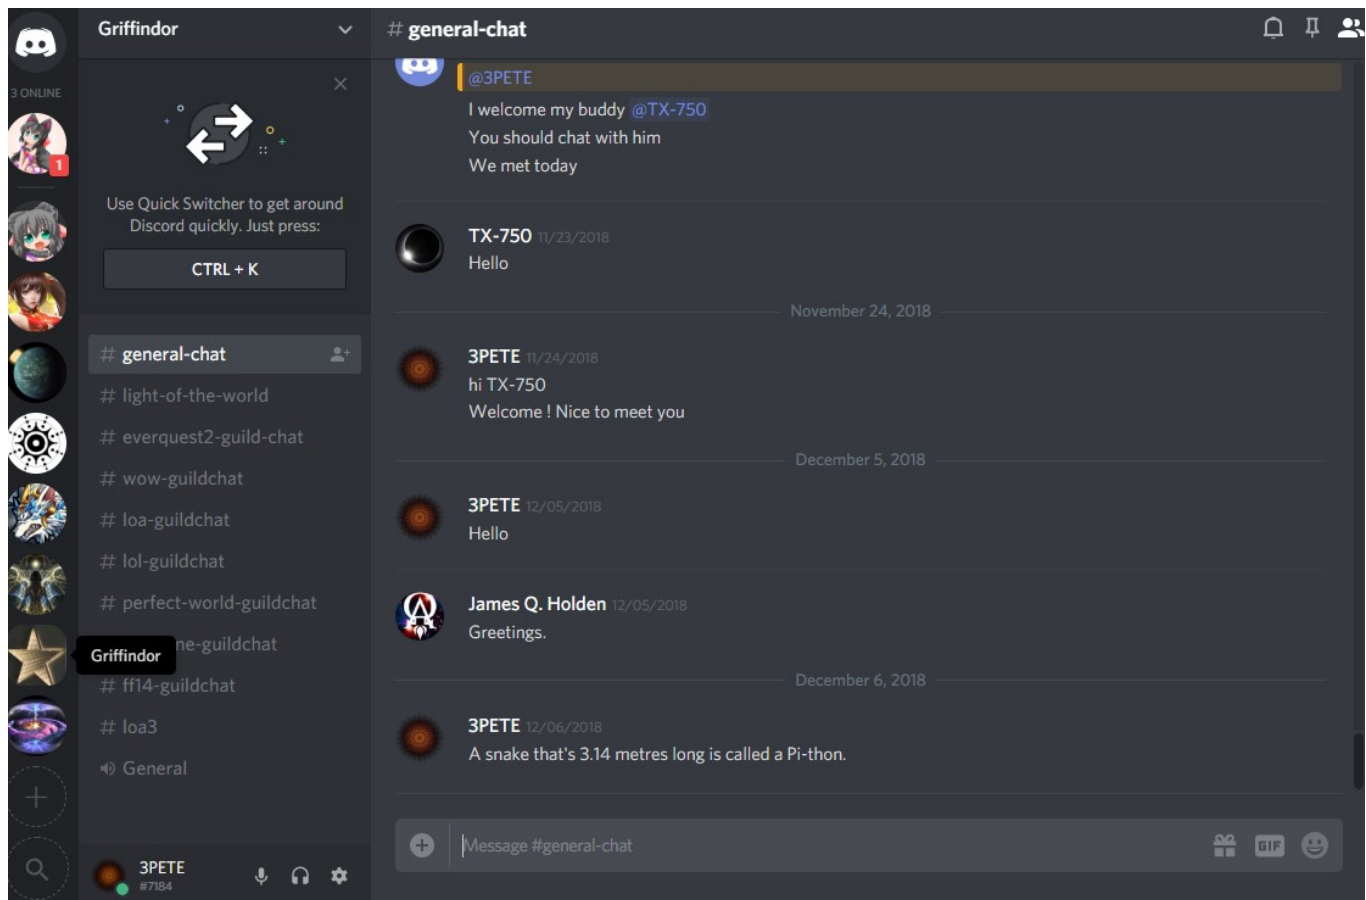 3 ONLINE
1
Griffindor
Use Quick Switcher to get around
Discord quickly. Just press:
CTRL + K
# general-chat
# light-of-the-world
# everquest2-guild-chat
# wow-guildchat
# loa-guildchat
# lol-guildchat
# perfect-world-guildchat
ne-guildchat
Griffindor
# ff14-guildchat
# loa3
General
3PETE
#7184
# general-chat
@3PETE
I welcome my buddy @TX-750
You should chat with him
We met today
TX-750 11/23/2018
Hello
November 24, 2018
3PETE 11/24/2018
hi TX-750
Welcome ! Nice to meet you
December 5, 2018
3PETE 12/05/2018
Hello
James Q. Holden 12/05/2018
Greetings.
December 6, 2018
3PETE 12/06/2018
A snake that's 3.14 metres long is called a Pi-thon.
Message #general-chat
GIF